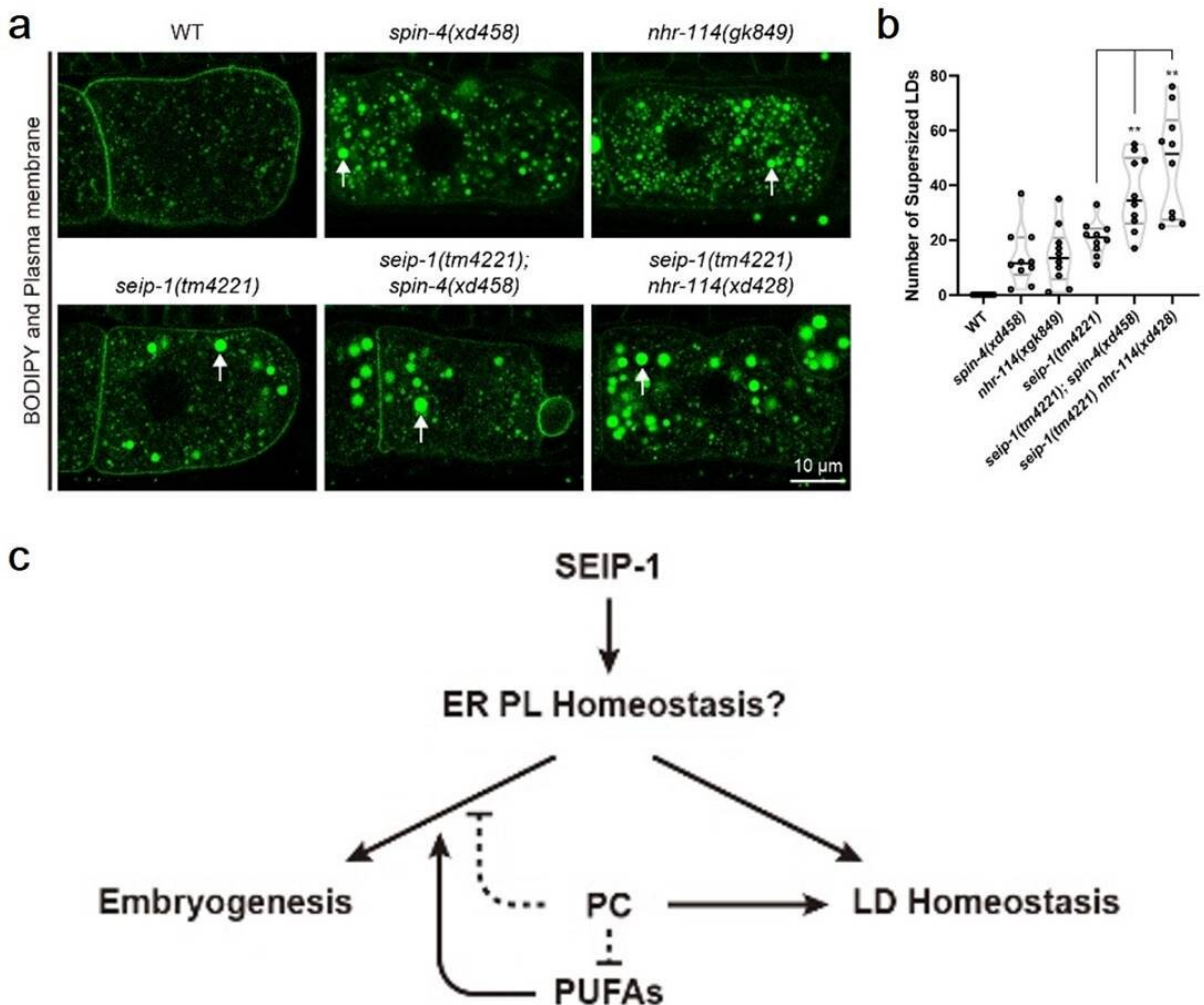 a
WT
spin-4(xd458)
nhr-114(gk849)
BODIPY and Plasma membrane
seip-1(tm4221)
seip-1(tm4221);
spin-4(xd458)
seip-1(tm4221)
nhr-114(xd428)
10 µm
b
Number of Supersized LDs
80
60
40
20
0
**
**
WT
spin-4(xd458)
nhr-114(xgk849)
seip-1(tm4221)
seip-1(tm4221); spin-4(xd458)
seip-1(tm4221) nhr-114(xd428)
c
SEIP-1
ER PL Homeostasis?
Embryogenesis
PC
LD Homeostasis
PUFAs